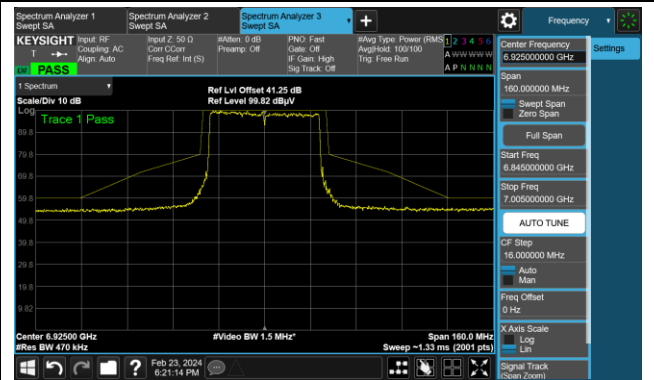 Spectrum Analyzer 1
Swept SA
Spectrum Analyzer 2
Swept SA
Spectrum Analyzer 3
Swept SA
Frequency
KEYSIGHT
Input: RF
Coupling: AC
Align: Auto
Input Z: 50 Ω
Corr CCorr
Freq Ref: Int (S)
#Atten: 0 dB
Preamp: Off
PNO: Fast
Gate: Off
IF Gain: High
Sig Track: Off
#Avg Type: Power (RMS
Avg|Hold: 100/100
Trig: Free Run
1 2 3 4 5 6
A W W W W W
A P N N N N
T
PASS
Center Frequency
6.925000000 GHz
Settings
Span
160.000000 MHz
Swept Span
Zero Span
Full Span
Start Freq
6.845000000 GHz
Stop Freq
7.005000000 GHz
AUTO TUNE
CF Step
16.000000 MHz
Auto
Man
Freq Offset
0 Hz
X Axis Scale
Log
Lin
Signal Track
(Span Zoom)
1 Spectrum
Scale/Div 10 dB
Ref Lvl Offset 41.25 dB
Ref Level 99.82 dBµV
Log
Trace 1 Pass
89.8
79.8
69.8
59.8
49.8
39.8
29.8
19.8
9.82
Center 6.92500 GHz
#Video BW 1.5 MHz*
Span 160.0 MHz
#Res BW 470 kHz
Sweep ~1.33 ms (2001 pts)
?
Feb 23, 2024
6:21:14 PM